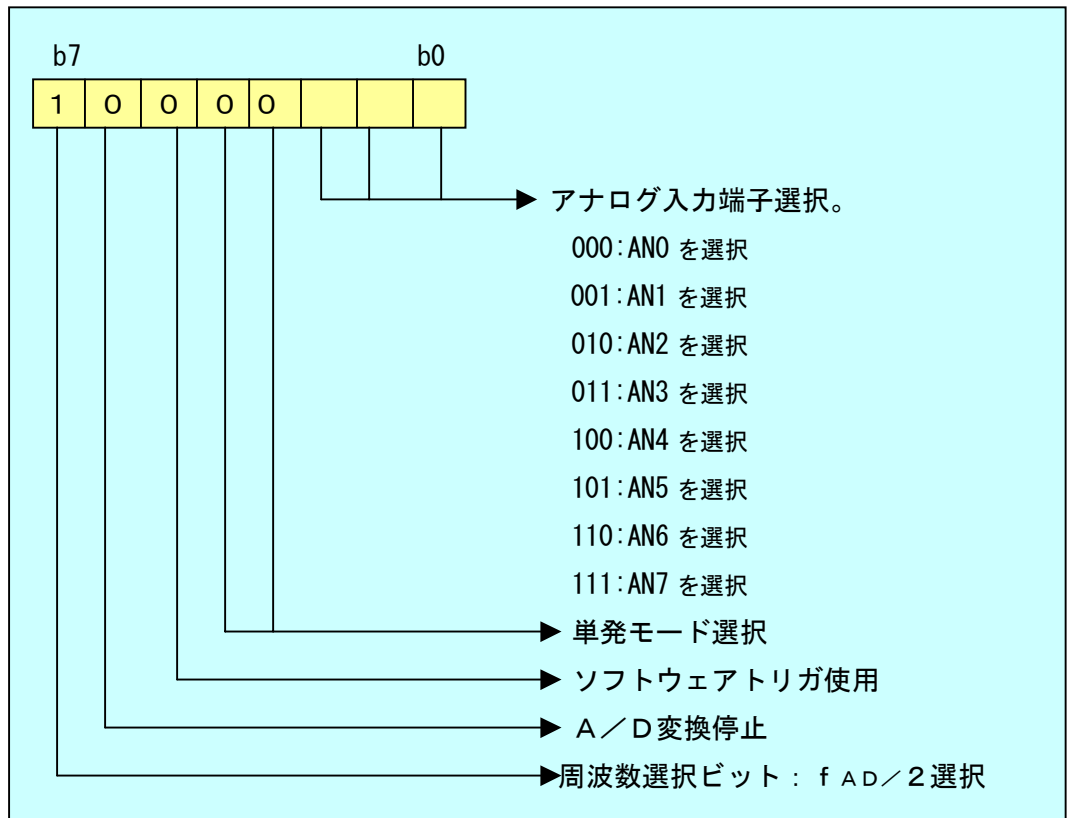 b7 b0
1 0 0 0 0
アナログ入力端子選択。
000:AN0 を選択
001:AN1 を選択
010:AN2 を選択
011:AN3 を選択
100:AN4 を選択
101:AN5 を選択
110:AN6 を選択
111:AN7 を選択
単発モード選択
ソフトウェアトリガ使用
A/D変換停止
周波数選択ビット:fAD/2選択